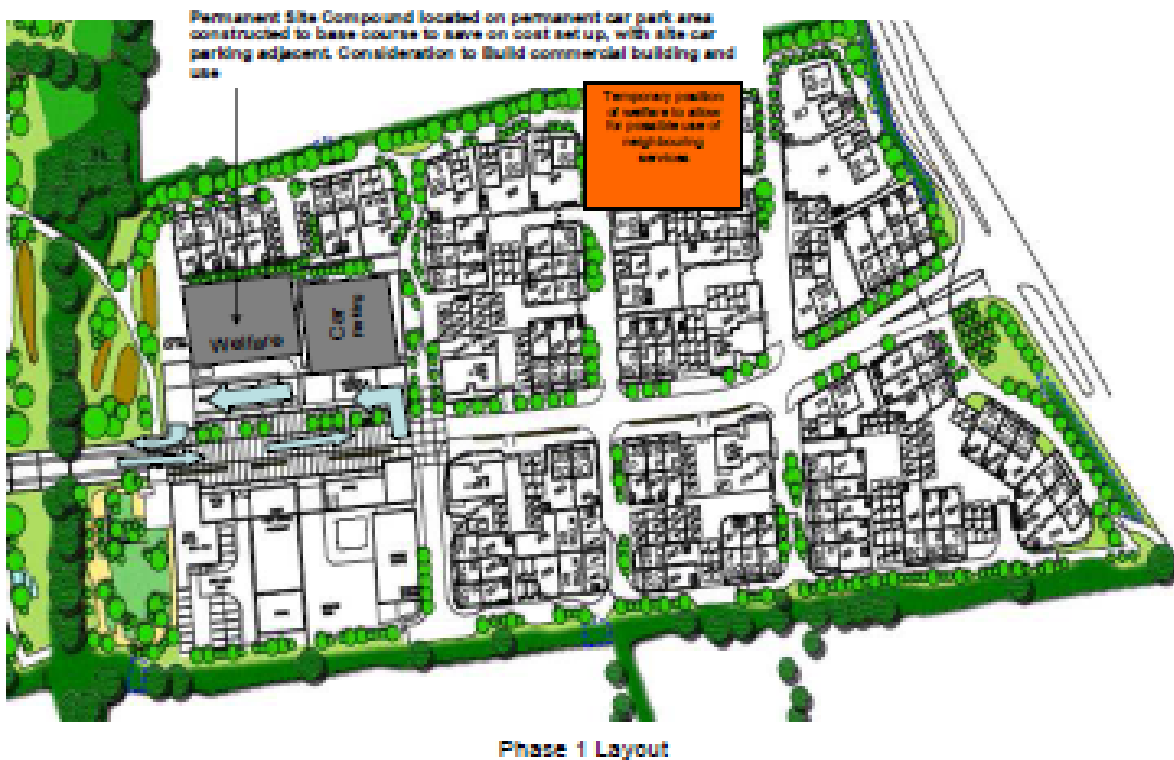 Permanent Site Compound located on permanent car park area
constructed to base course to save on cost set up, with site car
parking adjacent. Consideration to Build commercial building and
use
Temporary position
of welfare to allow
for possible use of
neighbouring
services
Welfare
Car
Parking
Phase 1 Layout